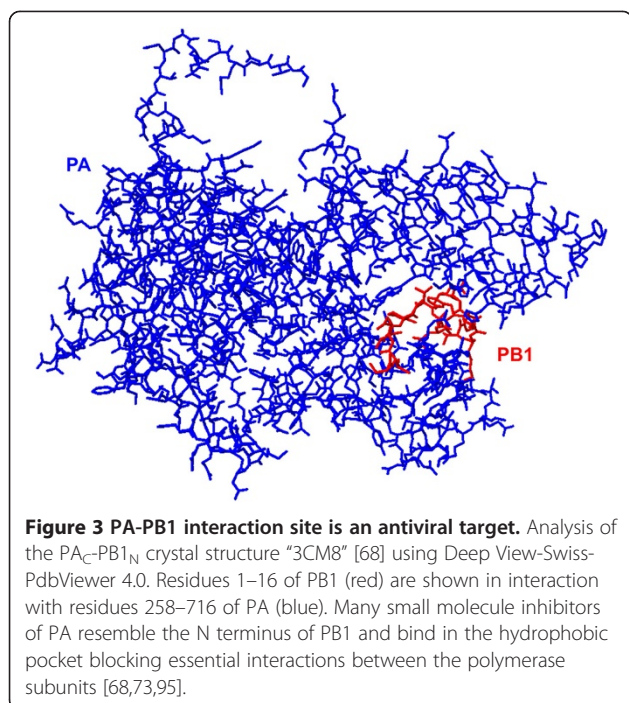 PA
PB1
Figure 3 PA-PB1 interaction site is an antiviral target. Analysis of
the PAC-PB1N crystal structure “3CM8” [68] using Deep View-Swiss-
PdbViewer 4.0. Residues 1–16 of PB1 (red) are shown in interaction
with residues 258–716 of PA (blue). Many small molecule inhibitors
of PA resemble the N terminus of PB1 and bind in the hydrophobic
pocket blocking essential interactions between the polymerase
subunits [68,73,95].